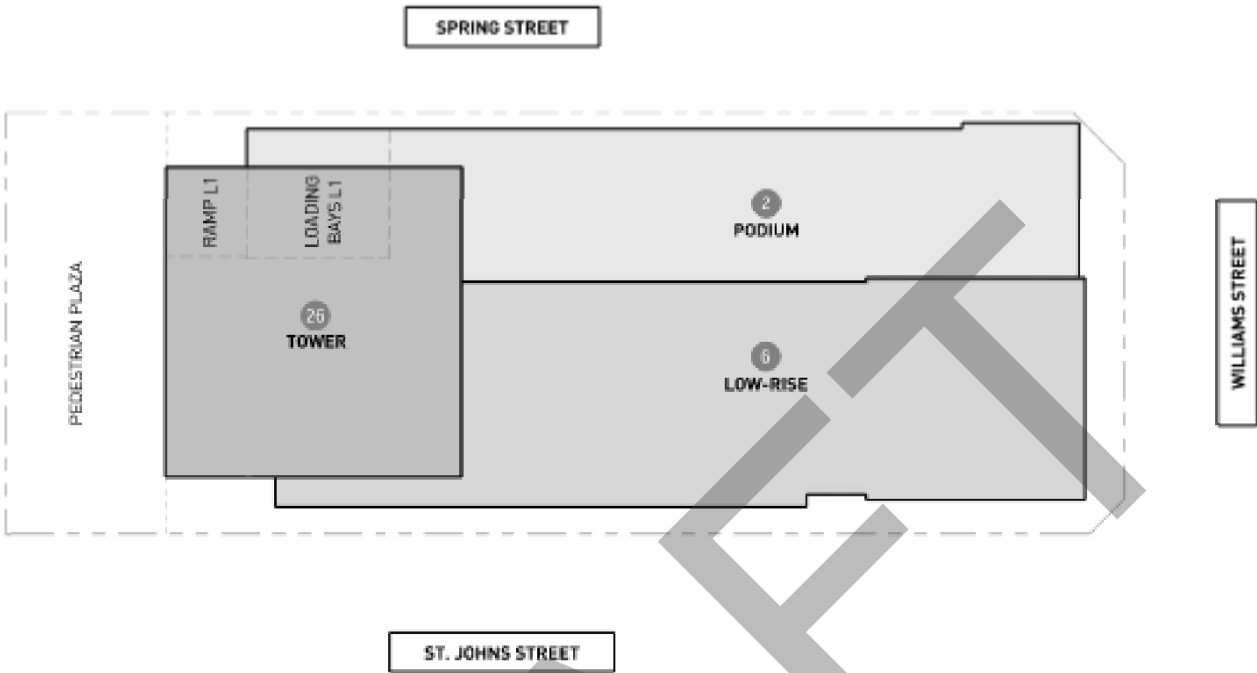 SPRING STREET
RAMP L1
LOADING
BAYS L1
2
PODIUM
PEDESTRIAN PLAZA
26
TOWER
6
LOW-RISE
WILLIAMS STREET
ST. JOHNS STREET